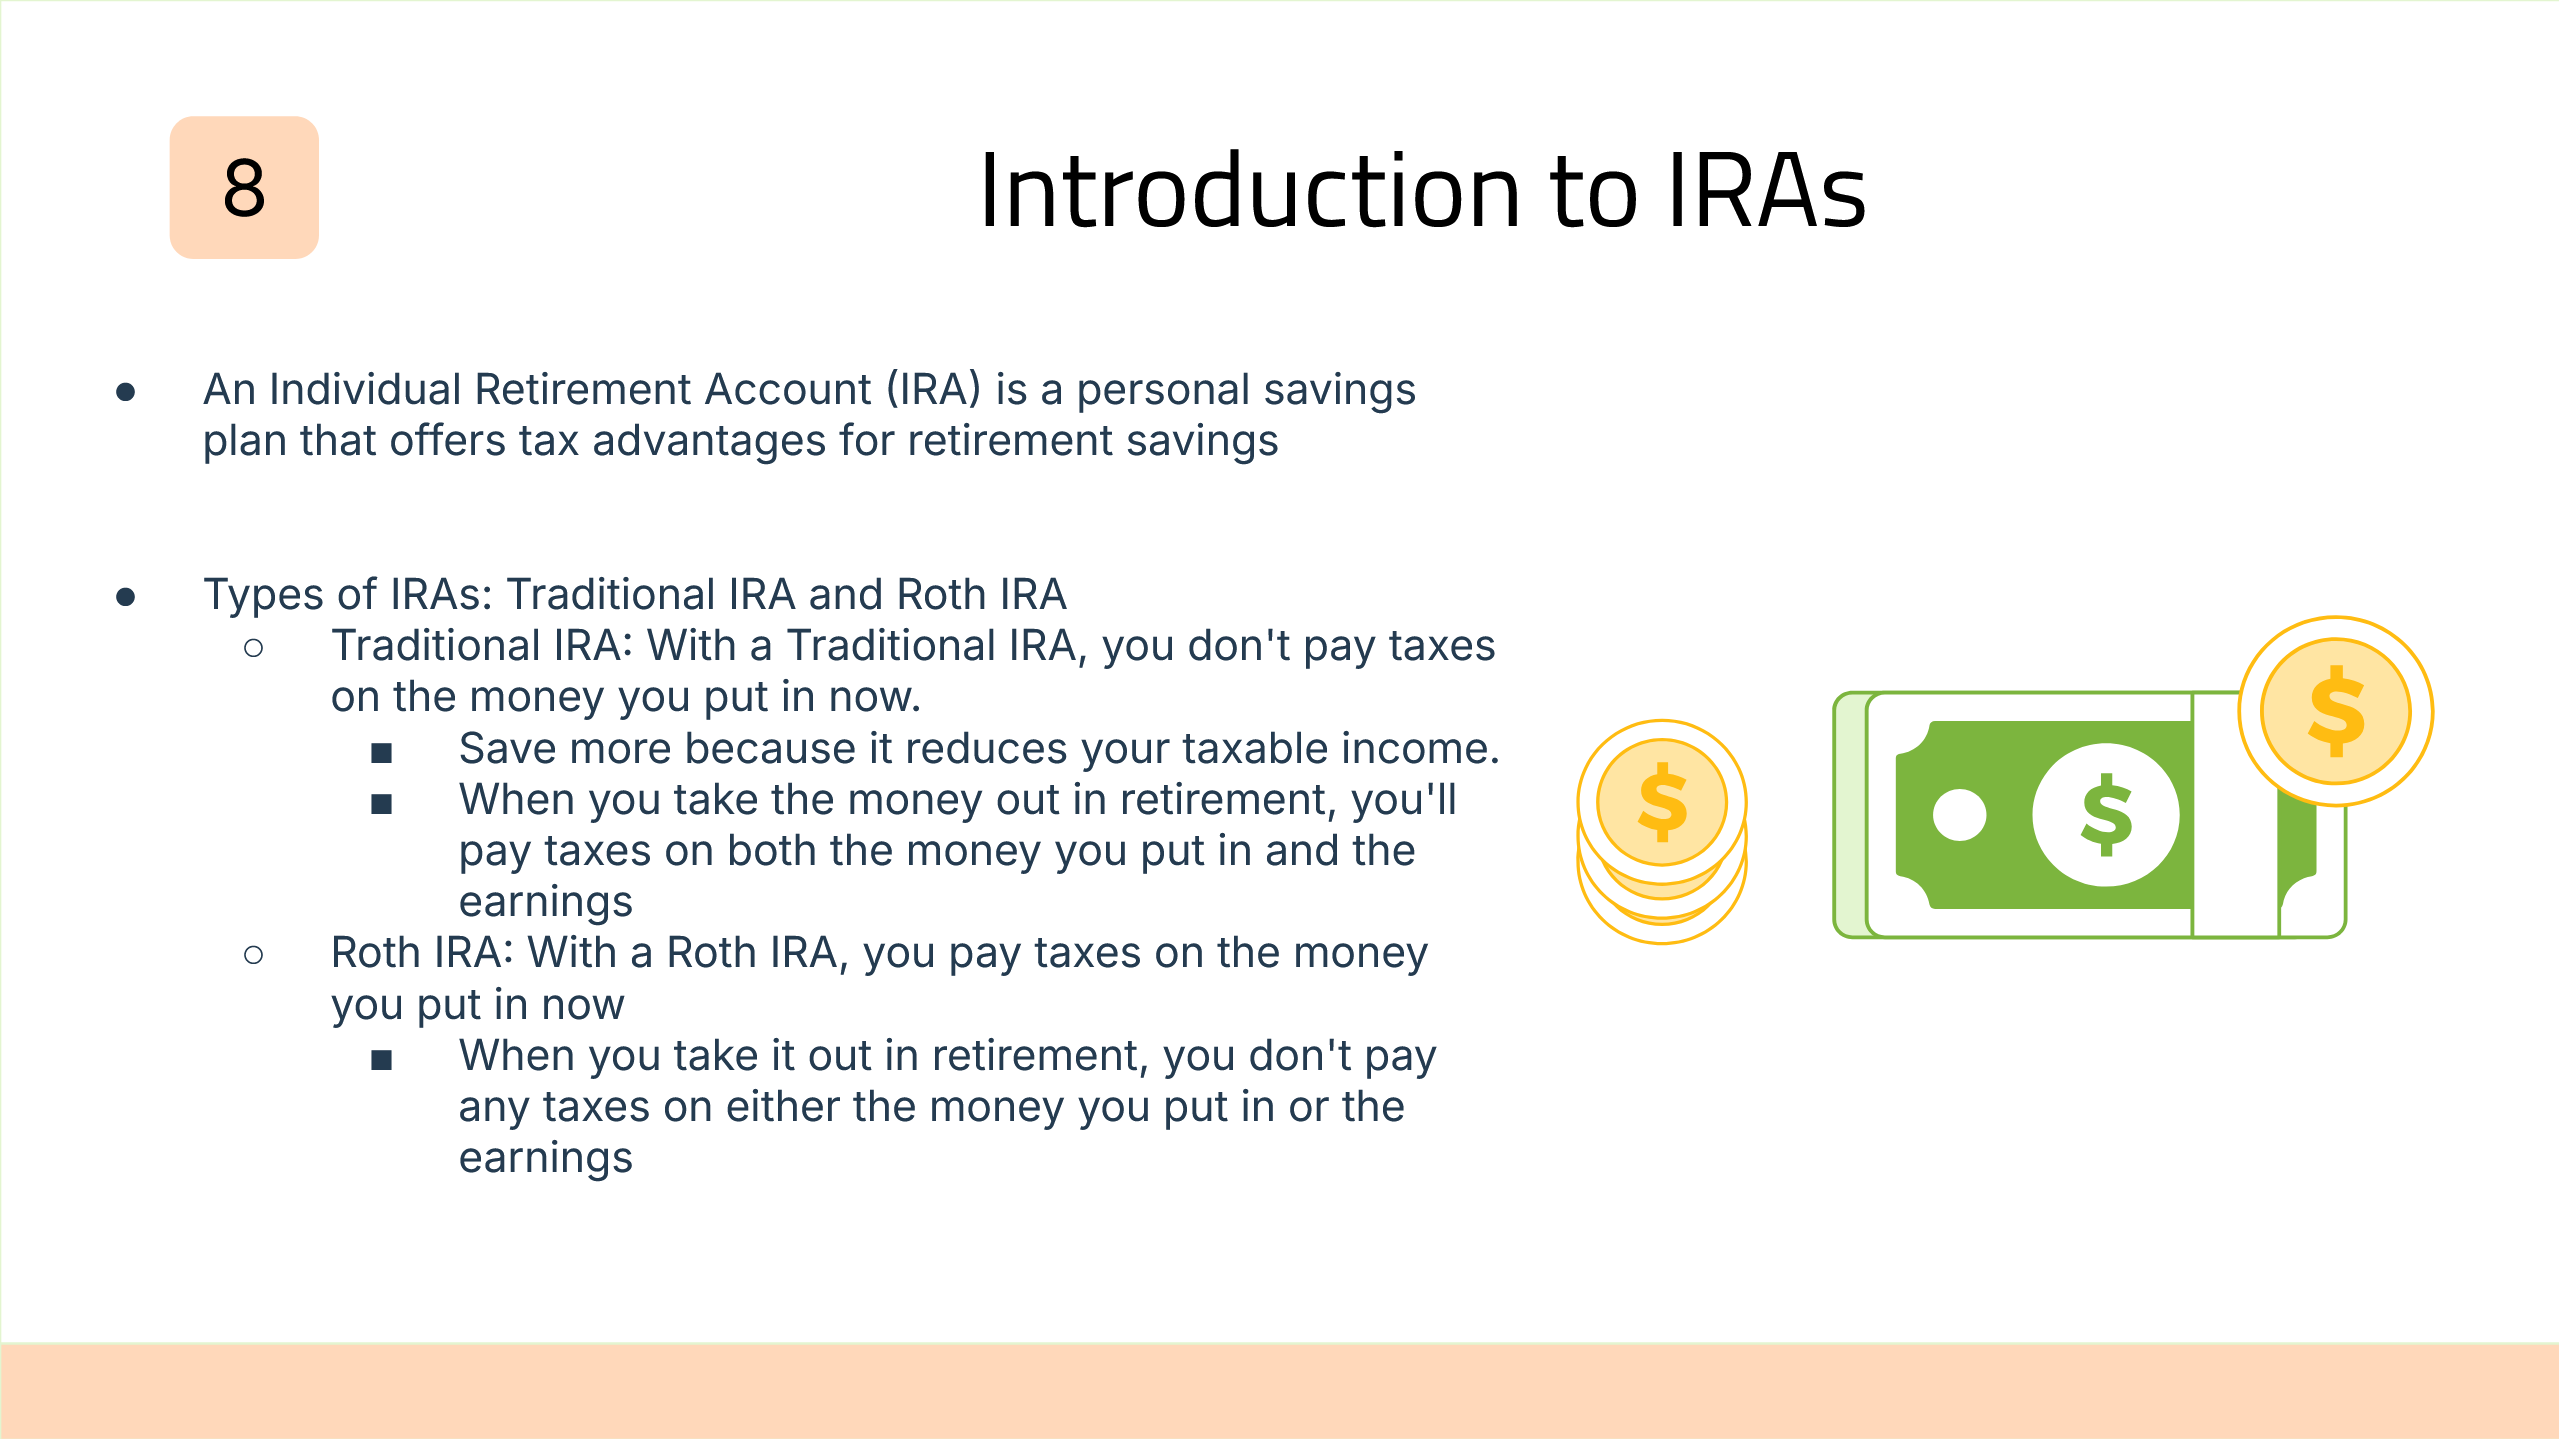 8
Introduction to IRAs
● An Individual Retirement Account (IRA) is a personal savings
plan that offers tax advantages for retirement savings
● Types of IRAs: Traditional IRA and Roth IRA
○ Traditional IRA: With a Traditional IRA, you don't pay taxes
on the money you put in now.
■ Save more because it reduces your taxable income.
■ When you take the money out in retirement, you'll
pay taxes on both the money you put in and the
earnings
○ Roth IRA: With a Roth IRA, you pay taxes on the money
you put in now
■ When you take it out in retirement, you don't pay
any taxes on either the money you put in or the
earnings
$
$
$